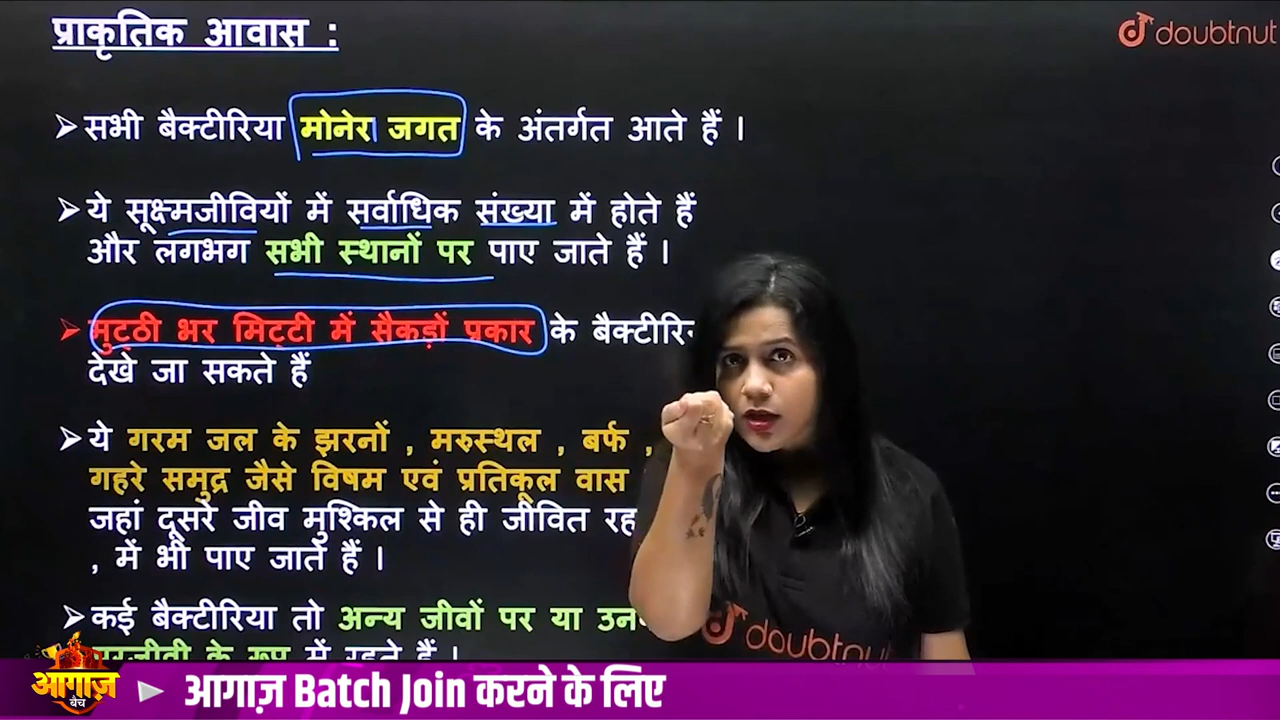 प्राकृतिक आवास :
doubtnut
➢ सभी बैक्टीरिया मोनेरा जगत के अंतर्गत आते हैं ।
➢ ये सूक्ष्मजीवियों में सर्वाधिक संख्या में होते हैं
और लगभग सभी स्थानों पर पाए जाते हैं ।
➢ मुट्ठी भर मिट्टी में सैकड़ों प्रकार के
देखे जा सकते हैं
➢ ये गरम जल के झरनों , मरुस्थल , बर्फ ,
गहरे समुद्र जैसे विषम एवं प्रतिकूल वास
जहां दूसरे जीव मुश्किल से ही जीवित रह
, में भी पाए जाते हैं ।
➢ कई बैक्टीरिया तो अन्य जीवों पर या
के रूप में रहते हैं ।
doubtnut
आगाज़
बैच
आगाज़ Batch Join करने के लिए